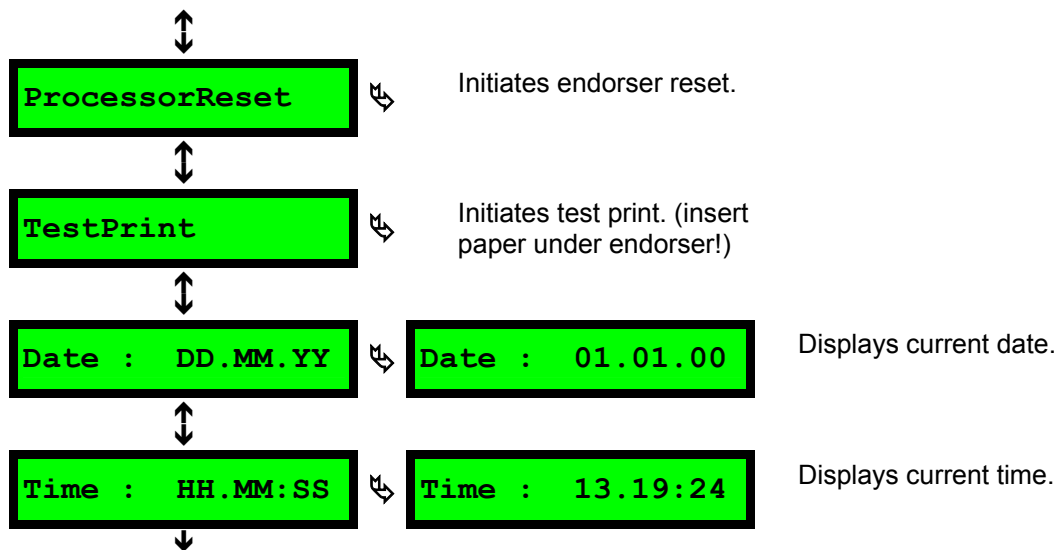 ProcessorReset
Initiates endorser reset.
TestPrint
Initiates test print. (insert
paper under endorser!)
Date : DD.MM.YY
Date : 01.01.00
Displays current date.
Time : HH.MM:SS
Time : 13.19:24
Displays current time.